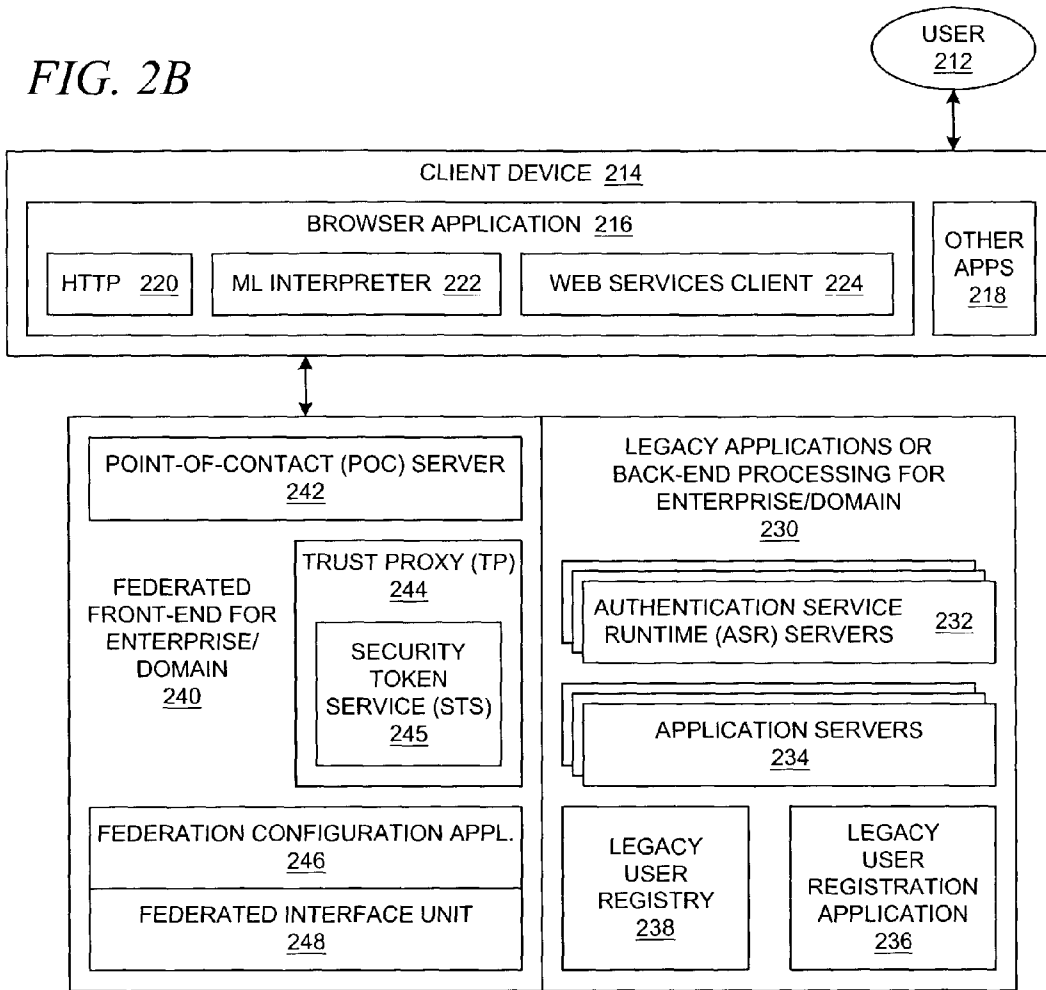 FIG. 2B
USER
212
CLIENT DEVICE 214
BROWSER APPLICATION 216
HTTP 220
ML INTERPRETER 222
WEB SERVICES CLIENT 224
OTHER
APPS
218
POINT-OF-CONTACT (POC) SERVER
242
FEDERATED
FRONT-END FOR
ENTERPRISE/
DOMAIN
240
TRUST PROXY (TP)
244
SECURITY
TOKEN
SERVICE (STS)
245
FEDERATION CONFIGURATION APPL.
246
FEDERATED INTERFACE UNIT
248
LEGACY APPLICATIONS OR
BACK-END PROCESSING FOR
ENTERPRISE/DOMAIN
230
AUTHENTICATION SERVICE
RUNTIME (ASR) SERVERS
232
APPLICATION SERVERS
234
LEGACY
USER
REGISTRY
238
LEGACY
USER
REGISTRATION
APPLICATION
236